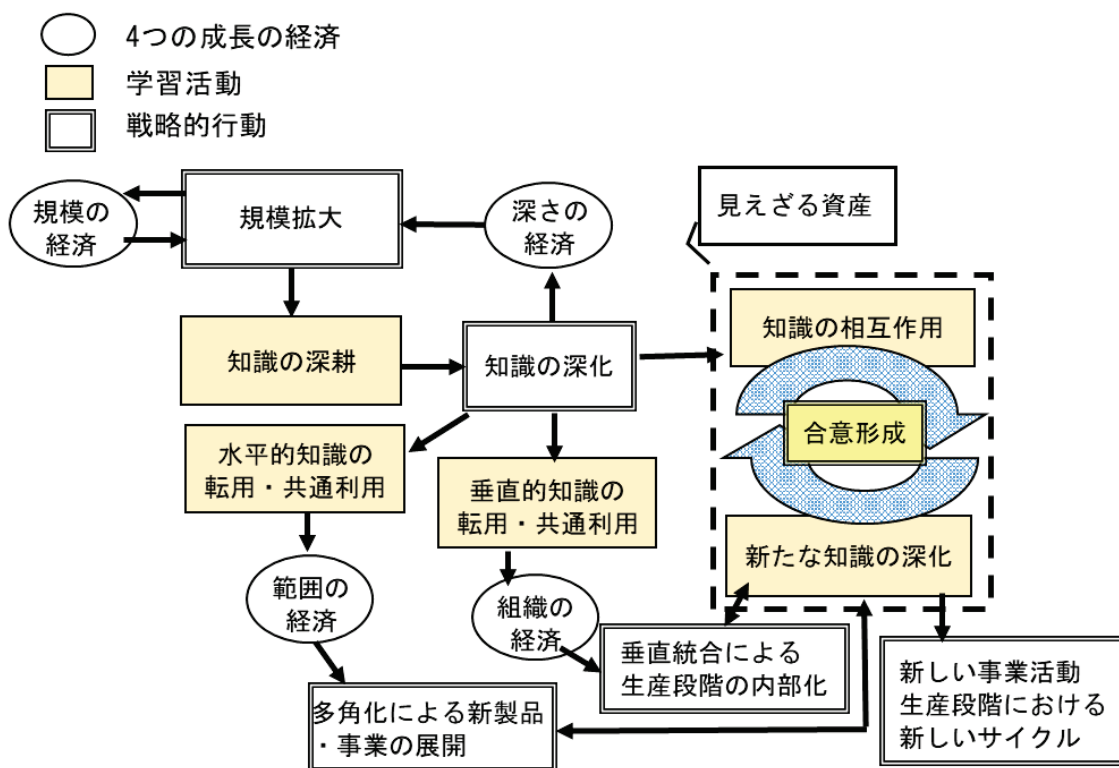 4つの成長の経済
学習活動
戦略的行動
規模の
経済
規模拡大
深さの
経済
見えざる資産
知識の深耕
知識の深化
知識の相互作用
合意形成
新たな知識の深化
水平的知識の
転用・共通利用
垂直的知識の
転用・共通利用
範囲の
経済
組織の
経済
垂直統合による
生産段階の内部化
多角化による新製品
・事業の展開
新しい事業活動
生産段階における
新しいサイクル